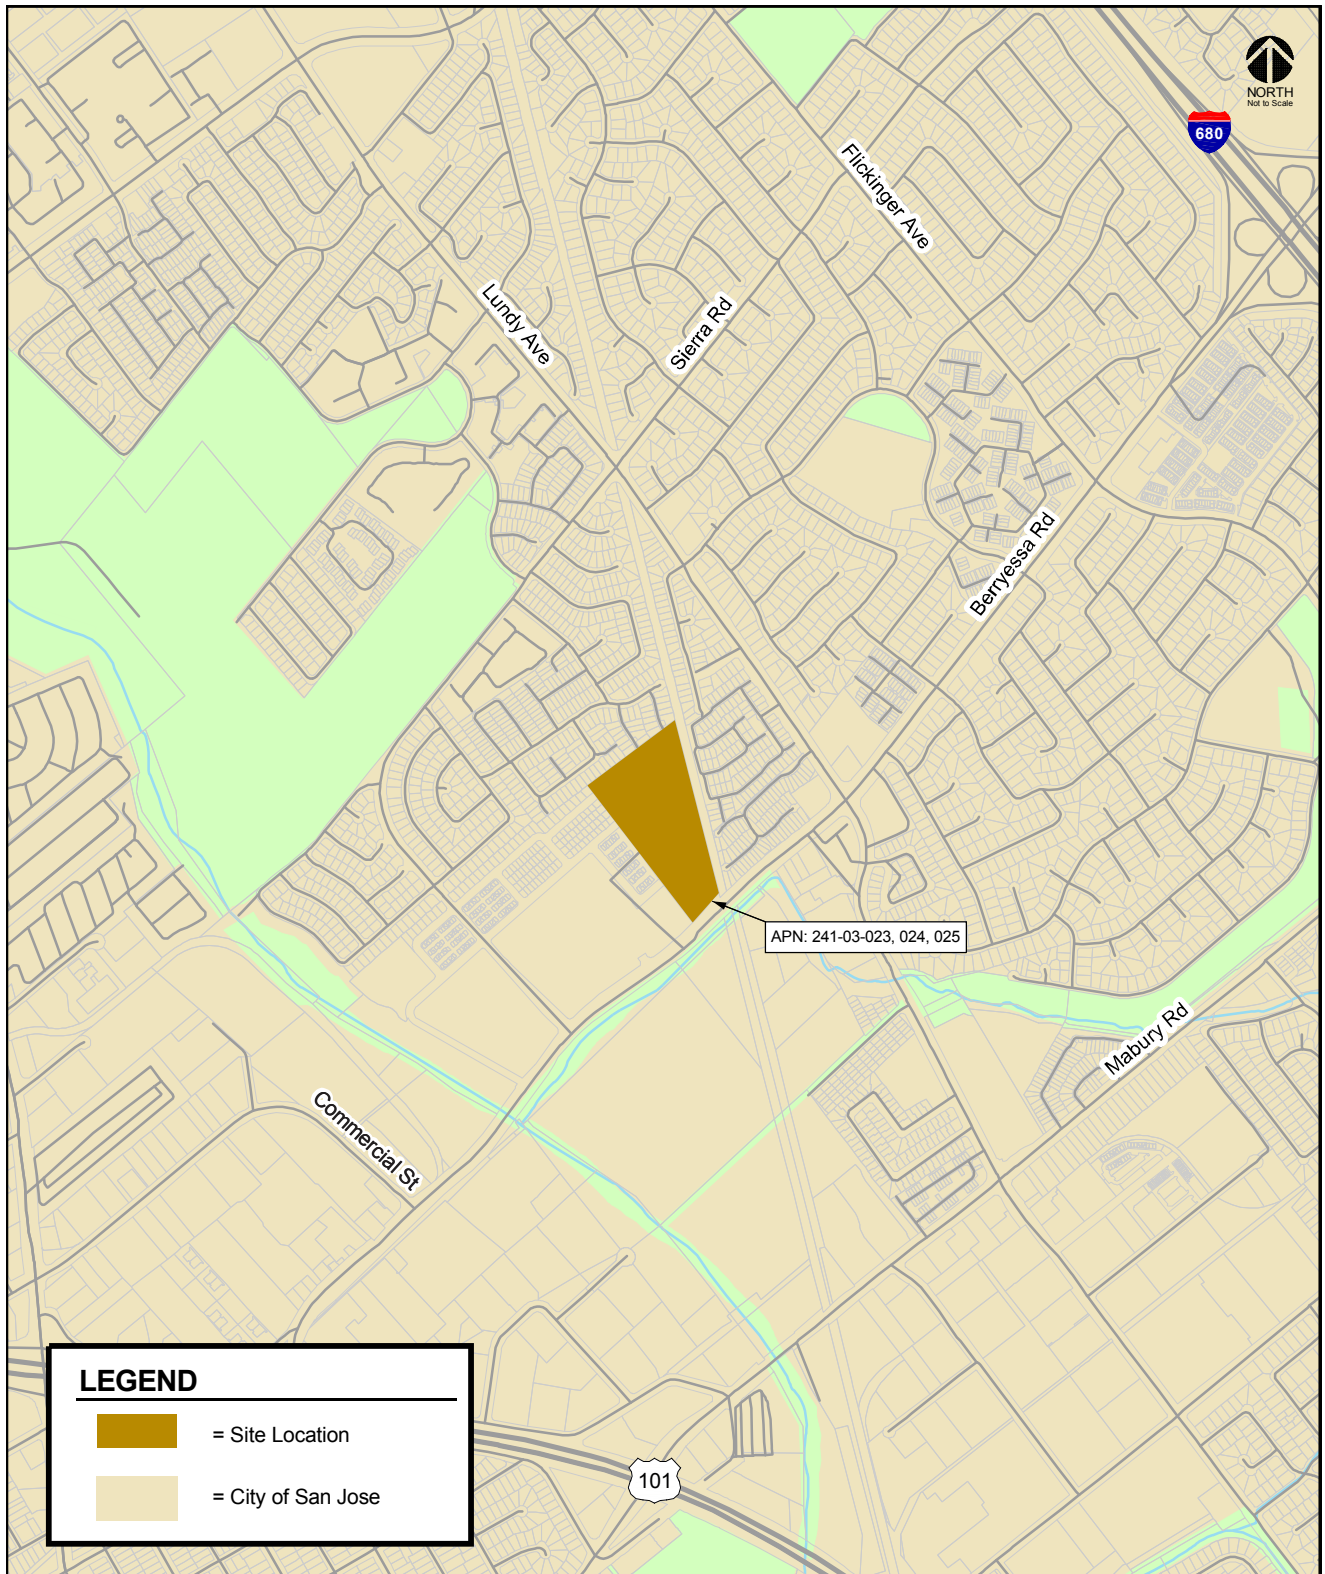 NORTH
Not to Scale
680
Flickinger Ave
Lundy Ave
Sierra Rd
Berryessa Rd
APN: 241-03-023, 024, 025
Mabury Rd
Commercial St
LEGEND
= Site Location
= City of San Jose
101